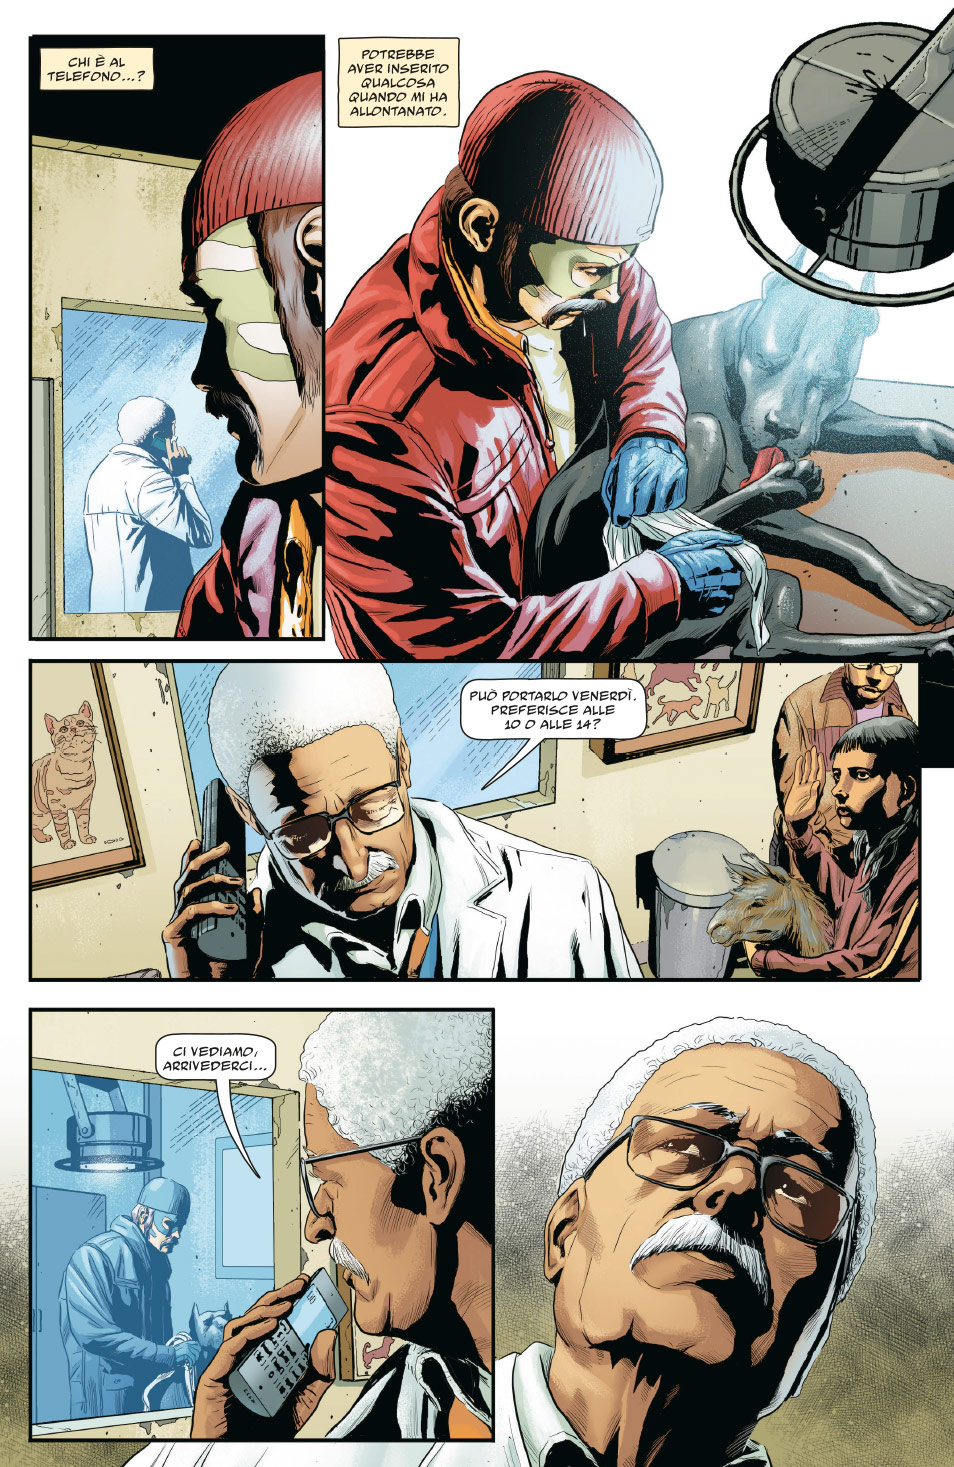 CHI È AL
TELEFONO...?
POTREBBE
AVER INSERITO
QUALCOSA
QUANDO MI HA
ALLONTANATO.
PUÒ PORTARLO VENERDÌ.
PREFERISCE ALLE
10 O ALLE 14?
CI VEDIAMO,
ARRIVEDERCI...